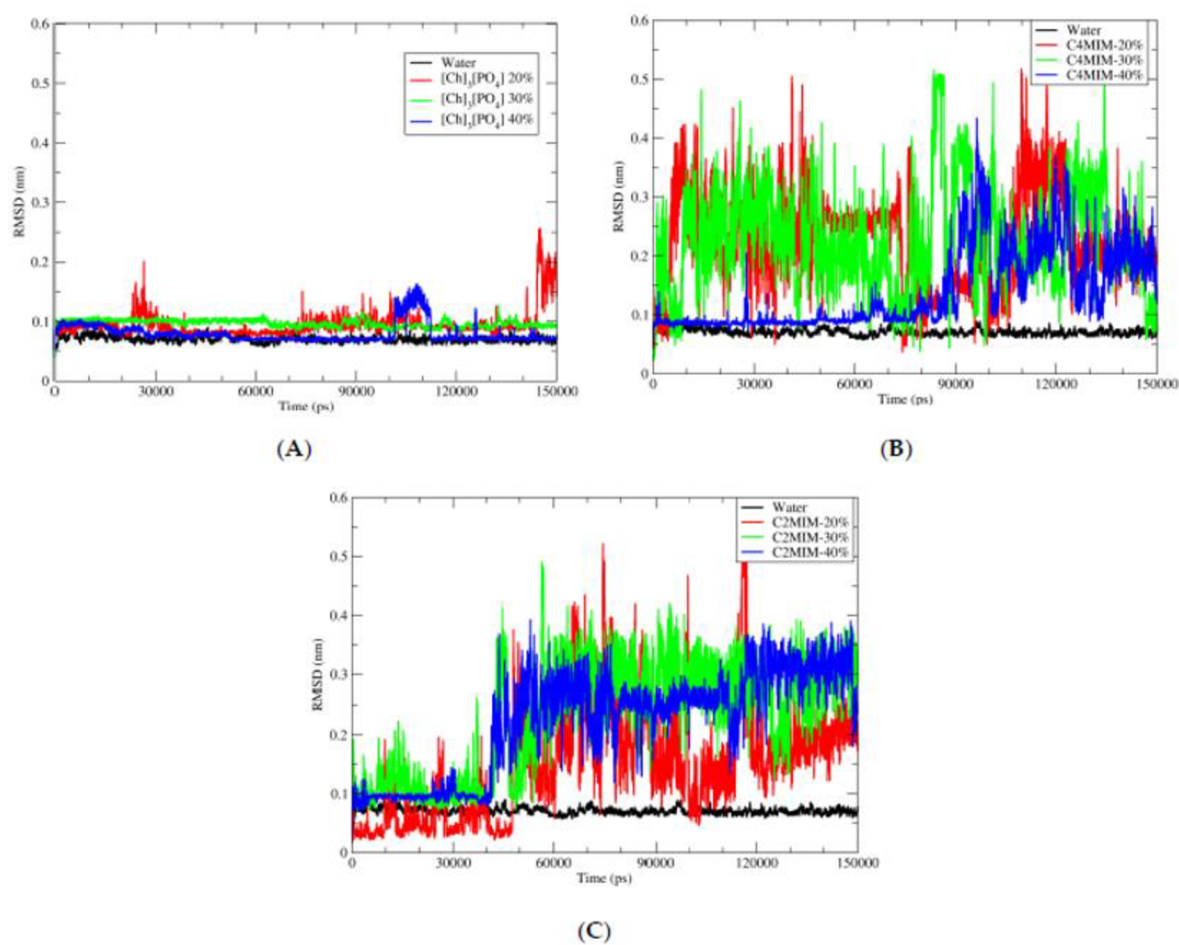 0.6
0.5
0.4
0.3
0.2
0.1
0
RMSD (nm)
Water
[Ch]3[PO4] 20%
[Ch]3[PO4] 30%
[Ch]3[PO4] 40%
0 30000 60000 90000 120000 150000
Time (ps)
(A)
0.6
0.5
0.4
0.3
0.2
0.1
0
RMSD (nm)
Water
C4MIM-20%
C4MIM-30%
C4MIM-40%
0 30000 60000 90000 120000 150000
Time (ps)
(B)
0.6
0.5
0.4
0.3
0.2
0.1
0
RMSD (nm)
Water
C2MIM-20%
C2MIM-30%
C2MIM-40%
0 30000 60000 90000 120000 150000
Time (ps)
(C)